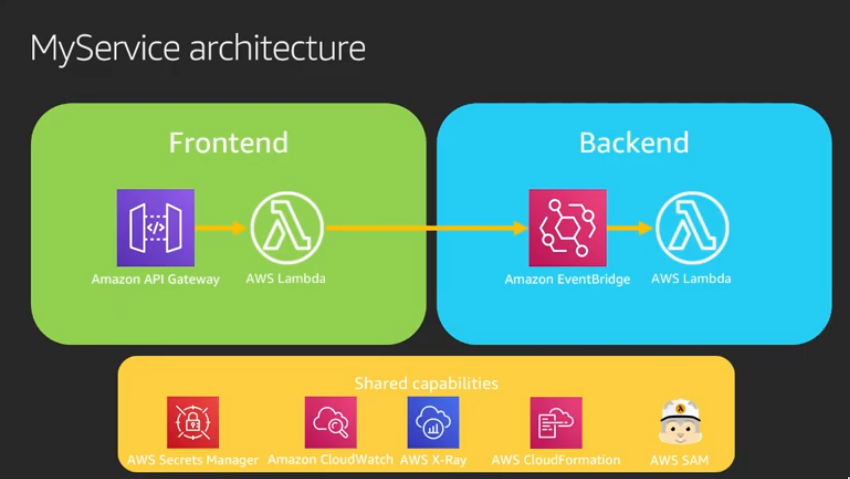 MyService architecture
Frontend
Backend
Amazon API Gateway
AWS Lambda
Amazon EventBridge
AWS Lambda
Shared capabilities
AWS Secrets Manager
Amazon CloudWatch
AWS X-Ray
AWS CloudFormation
AWS SAM